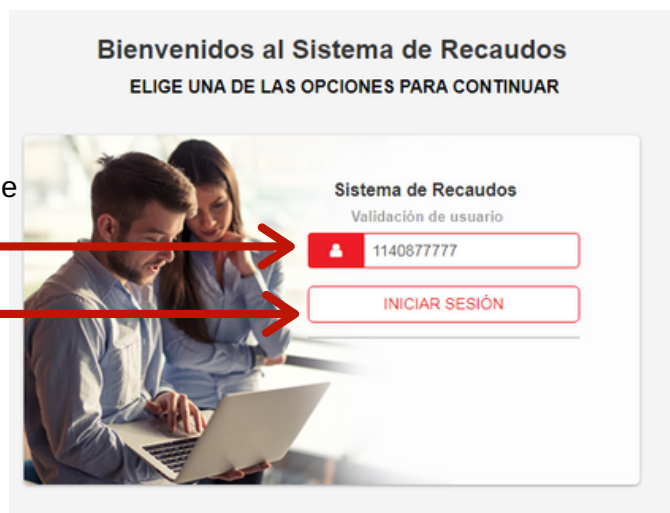 Bienvenidos al Sistema de Recaudos
ELIGE UNA DE LAS OPCIONES PARA CONTINUAR
e
Sistema de Recaudos
Validación de usuario
1140877777
INICIAR SESIÓN